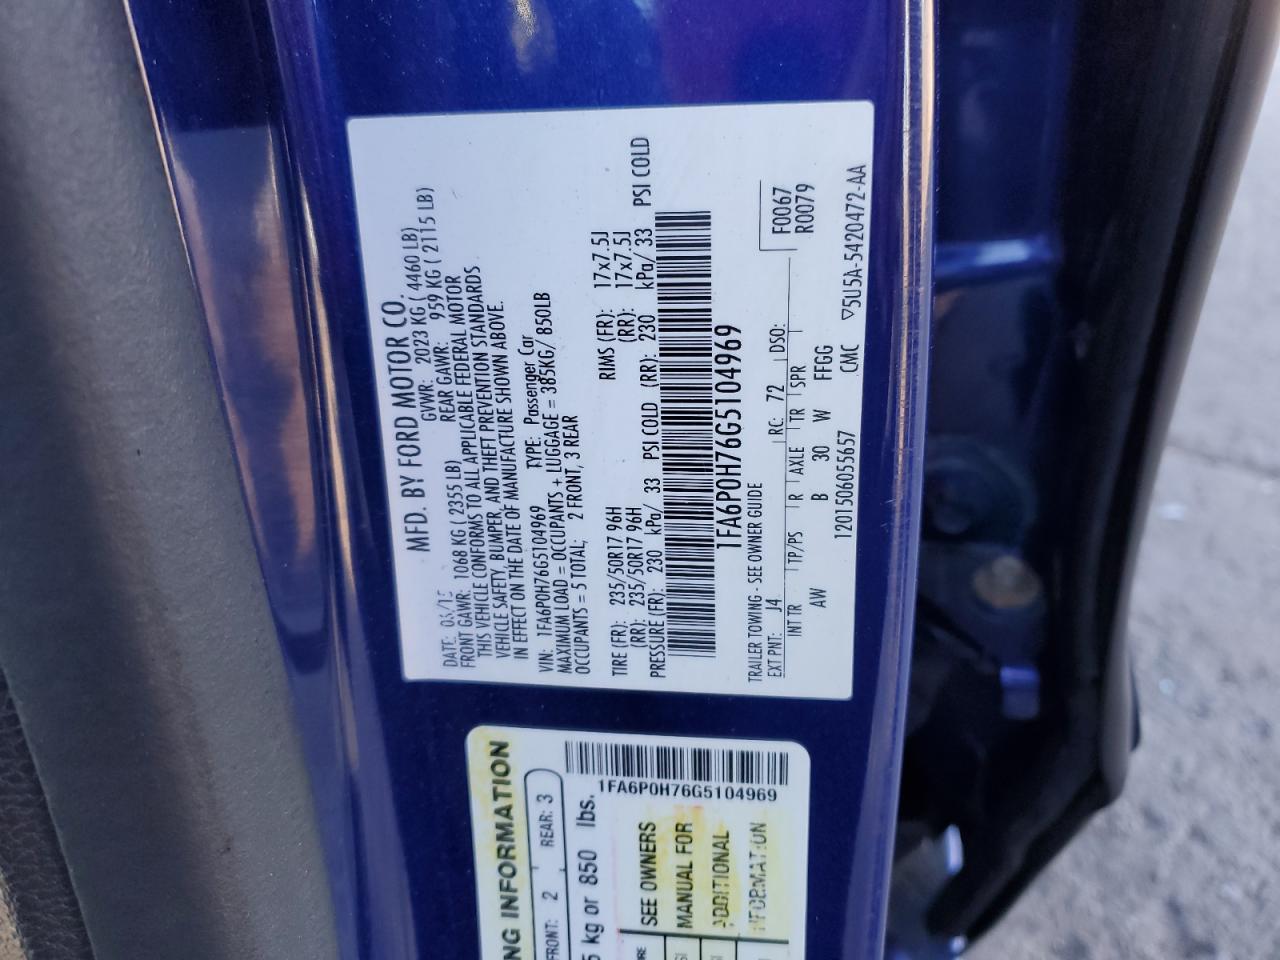 MFD. BY FORD MOTOR CO.
DATE: 03/15 GVWR: 2023 KG ( 4460 LB)
FRONT GAWR: 1068 KG ( 2355 LB) REAR GAWR: 959 KG ( 2115 LB)
THIS VEHICLE CONFORMS TO ALL APPLICABLE FEDERAL MOTOR
VEHICLE SAFETY, BUMPER, AND THEFT PREVENTION STANDARDS
IN EFFECT ON THE DATE OF MANUFACTURE SHOWN ABOVE.
VIN: 1FA6P0H76G5104969 TYPE: Passenger Car
MAXIMUM LOAD = OCCUPANTS + LUGGAGE = 385KG/ 850LB
OCCUPANTS = 5 TOTAL; 2 FRONT, 3 REAR
TIRE (FR): 235/50R17 96H RIMS (FR): 17x7.5J
(RR): 235/50R17 96H (RR): 17x7.5J
PRESSURE (FR): 230 kPa/ 33 PSI COLD (RR): 230 kPa/ 33 PSI COLD
1FA6P0H76G5104969
TRAILER TOWING - SEE OWNER GUIDE
F0067
R0079
EXT PNT: J4 RC: 72 DSO:
INT TR TP/PS R AXLE TR SPR
AW B 30 W FFGG
1201506055657 CMC ▽5U5A-5420472-AA
NG INFORMATION
FRONT: 2 REAR: 3
5 kg or 850 lbs.
1FA6P0H76G5104969
SEE OWNERS
MANUAL FOR
ADDITIONAL
INFORMATION